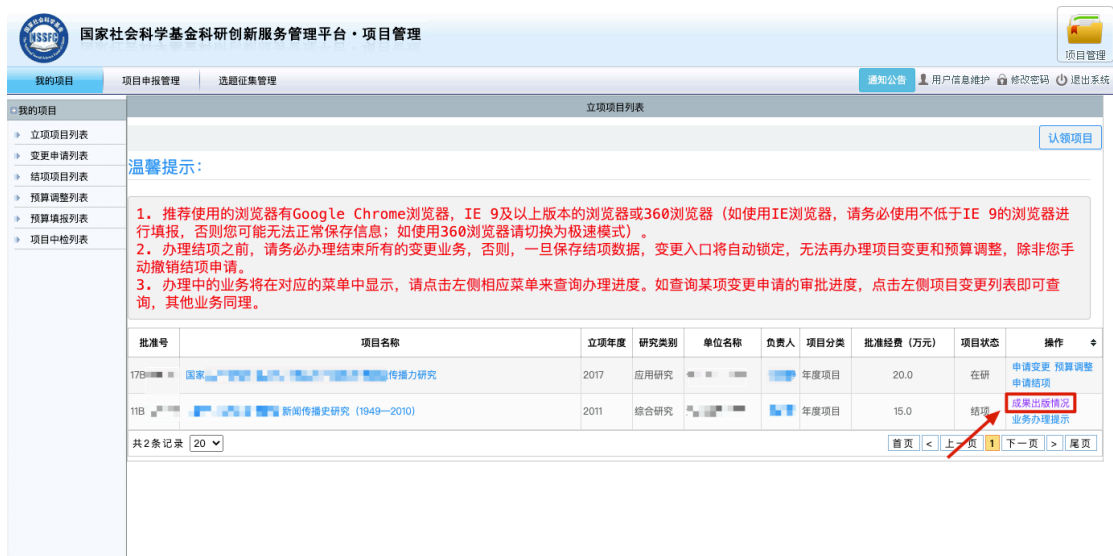 NSSFC
国家社会科学基金科研创新服务管理平台·项目管理
项目管理
我的项目 项目申报管理 选题征集管理 通知公告 用户信息维护 修改密码 退出系统
我的项目
立项项目列表
变更申请列表
结项项目列表
预算调整列表
预算填报列表
项目中检列表
立项项目列表
认领项目
温馨提示：
1. 推荐使用的浏览器有Google Chrome浏览器，IE 9及以上版本的浏览器或360浏览器（如使用IE浏览器，请务必使用不低于IE 9的浏览器进
行填报，否则您可能无法正常保存信息；如使用360浏览器请切换为极速模式）。
2. 办理结项之前，请务必办理结束所有的变更业务，否则，一旦保存结项数据，变更入口将自动锁定，无法再办理项目变更和预算调整，除非您手
动撤销结项申请。
3. 办理中的业务将在对应的菜单中显示，请点击左侧相应菜单来查询办理进度。如查询某项变更申请的审批进度，点击左侧项目变更列表即可查
询，其他业务同理。
批准号 项目名称 立项年度 研究类别 单位名称 负责人 项目分类 批准经费（万元） 项目状态 操作
17B 国家 传播力研究 2017 应用研究 年度项目 20.0 在研 申请变更 预算调整
申请结项
11B 新闻传播史研究（1949—2010） 2011 综合研究 年度项目 15.0 结项 成果出版情况
业务办理提示
共2条记录 20 首页 < 上一页 1 下一页 > 尾页